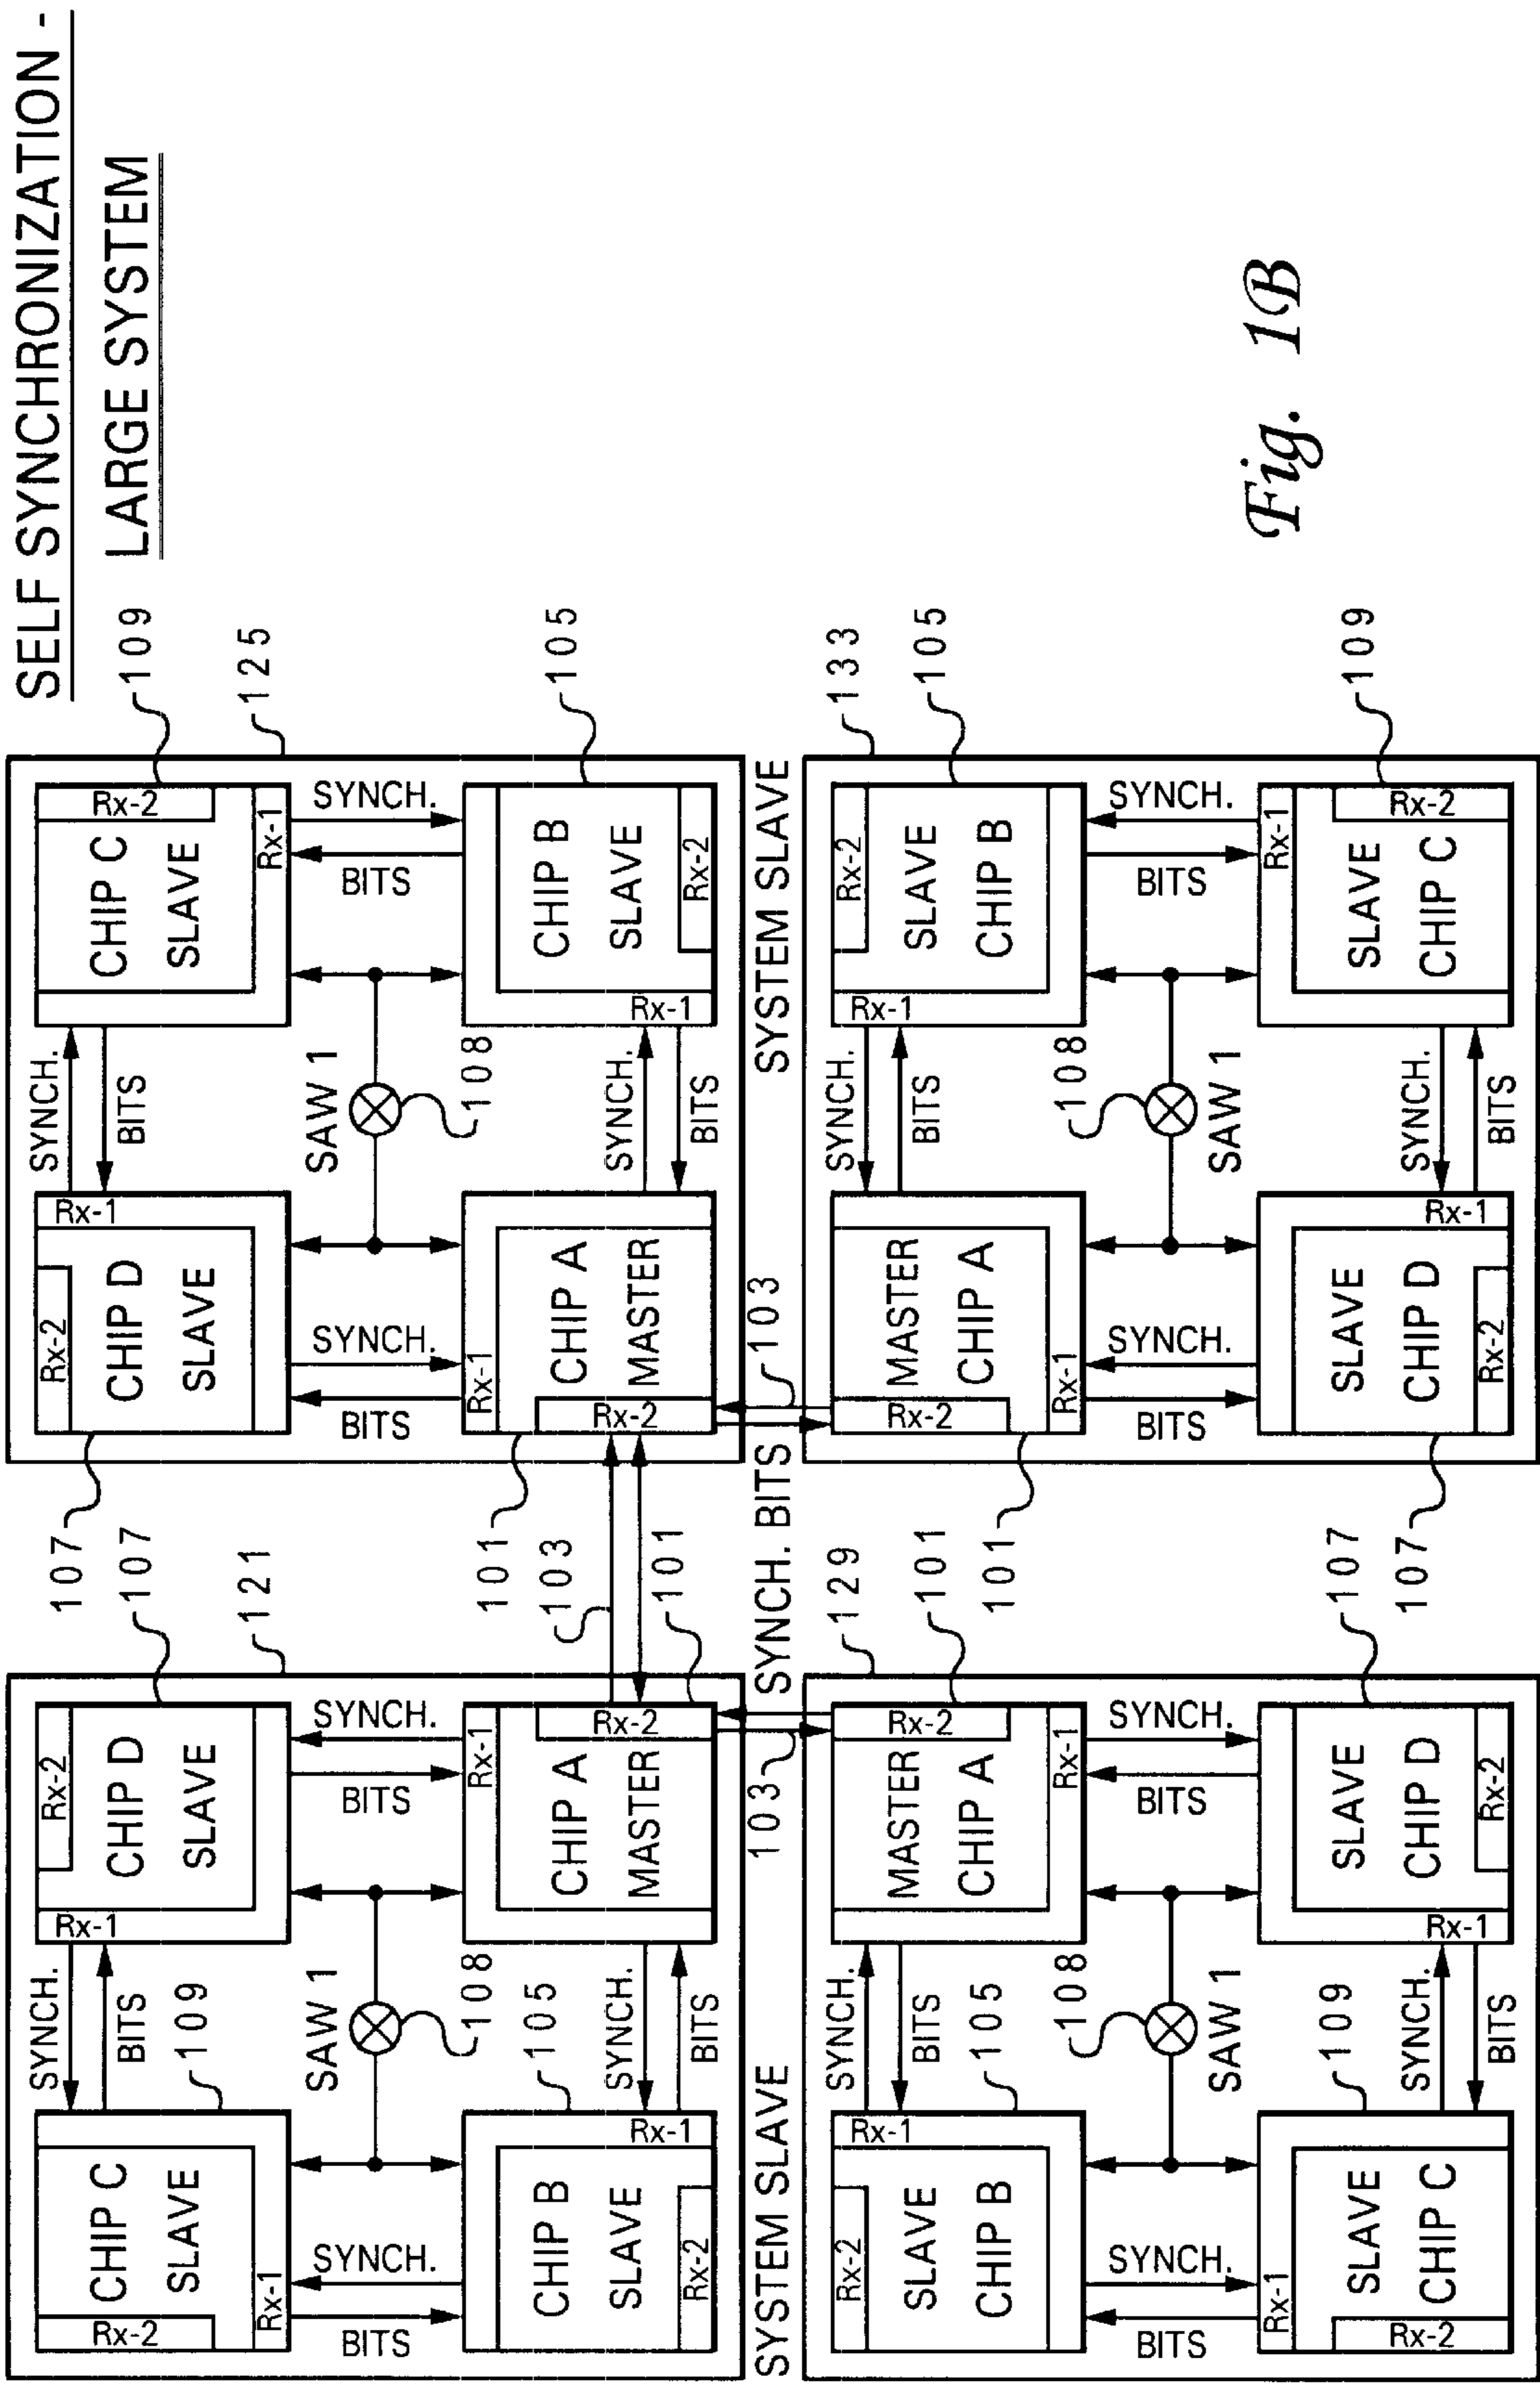 SELF SYNCHRONIZATION -
LARGE SYSTEM
CHIP C
SLAVE
Rx-2
Rx-1
SYNCH.
BITS
109
Rx-1
Rx-2
CHIP D
SLAVE
107
121
SYNCH.
BITS
SAW 1
108
SYNCH.
BITS
105
CHIP B
SLAVE
Rx-1
Rx-2
SYNCH.
BITS
Rx-1
CHIP A
MASTER
Rx-2
101
103
107
Rx-2
CHIP D
SLAVE
Rx-1
SYNCH.
BITS
CHIP C
SLAVE
Rx-2
Rx-1
109
125
BITS
SYNCH.
SAW 1
108
BITS
SYNCH.
101
Rx-1
CHIP A
MASTER
Rx-2
SYNCH.
BITS
Rx-1
CHIP B
SLAVE
Rx-2
105
SYSTEM SLAVE
103
SYNCH. BITS
103
SYSTEM SLAVE
Rx-2
Rx-1
SLAVE
CHIP B
105
SYNCH.
BITS
Rx-2
MASTER
CHIP A
Rx-1
101
129
BITS
SYNCH.
108
SAW 1
BITS
SYNCH.
109
Rx-1
SLAVE
CHIP C
Rx-2
SYNCH.
BITS
SLAVE
CHIP D
Rx-1
Rx-2
107
101
Rx-2
MASTER
CHIP A
Rx-1
SYNCH.
BITS
Rx-1
Rx-2
SLAVE
CHIP B
133
105
BITS
SYNCH.
108
SAW 1
BITS
SYNCH.
107
SLAVE
CHIP D
Rx-1
Rx-2
SYNCH.
BITS
Rx-1
SLAVE
CHIP C
Rx-2
109
Fig. 1B